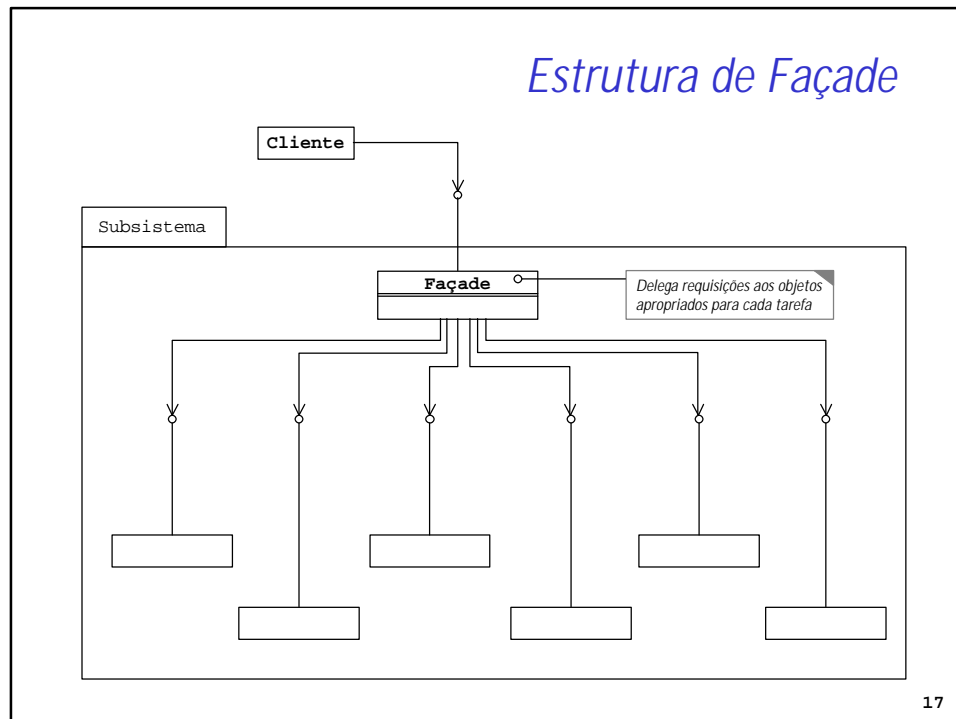 Estrutura de Façade
Cliente
Subsistema
Façade
Delega requisições aos objetos
apropriados para cada tarefa
17